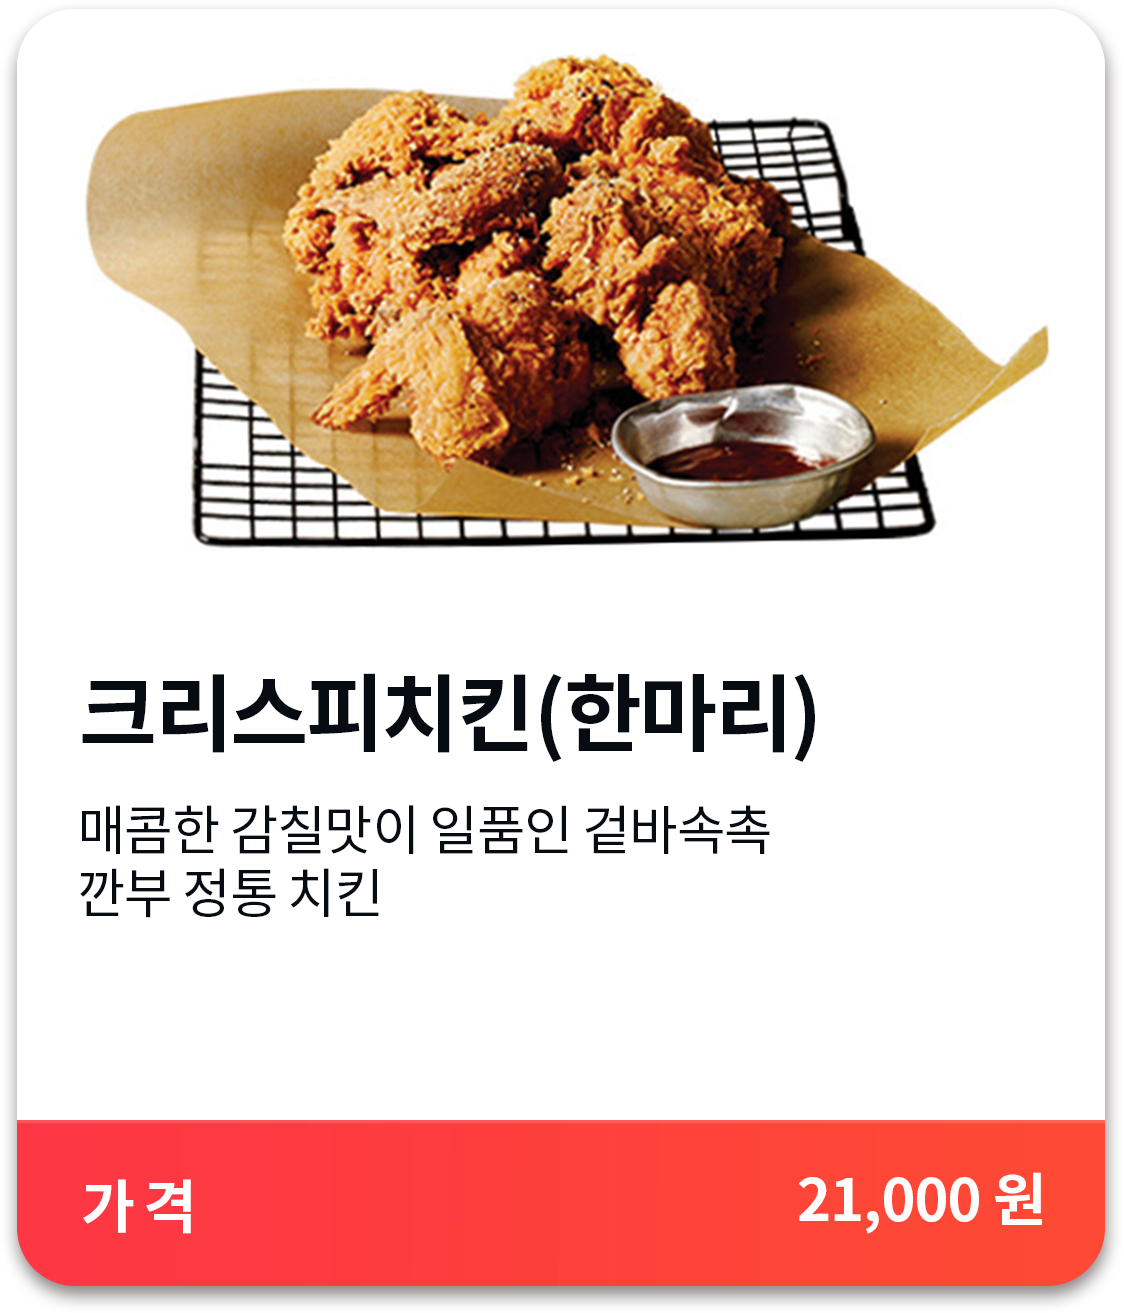 크리스피치킨(한마리)
매콤한 감칠맛이 일품인 겉바속촉
깐부 정통 치킨
가 격
21,000 원